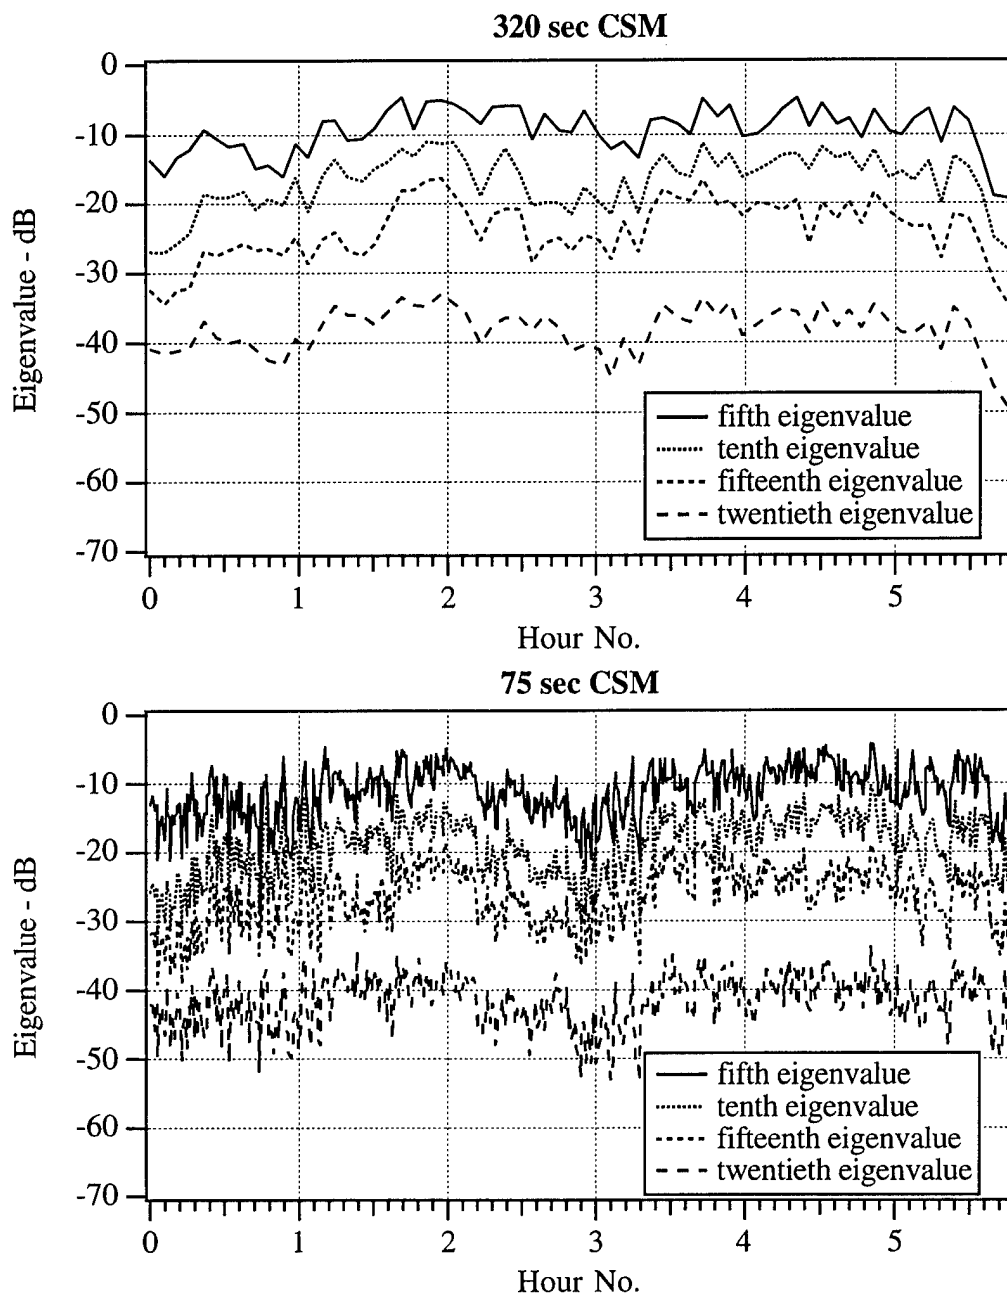 320 sec CSM
0
-10
-20
-30
-40
-50
-60
-70
Eigenvalue - dB
fifth eigenvalue
tenth eigenvalue
fifteenth eigenvalue
twentieth eigenvalue
0 1 2 3 4 5
Hour No.
75 sec CSM
0
-10
-20
-30
-40
-50
-60
-70
Eigenvalue - dB
fifth eigenvalue
tenth eigenvalue
fifteenth eigenvalue
twentieth eigenvalue
0 1 2 3 4 5
Hour No.